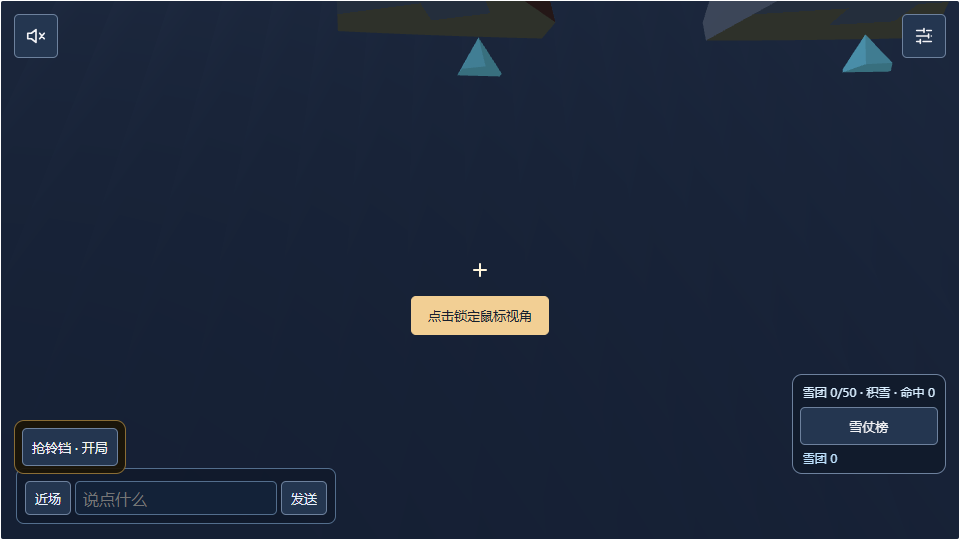 点击锁定鼠标视角
雪团 0/50 · 积雪 · 命中 0
雪仗榜
雪团 0
抢铃铛 · 开局
近场
说点什么
发送